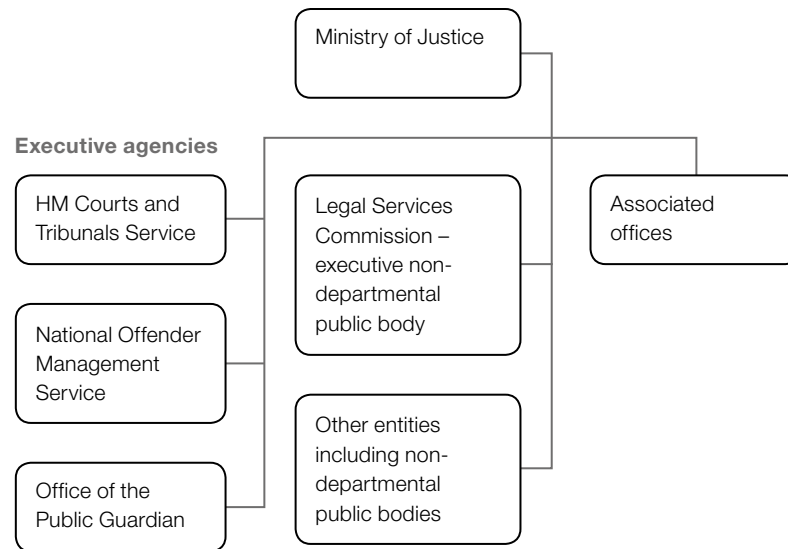 Ministry of Justice
Executive agencies
HM Courts and
Tribunals Service
National Offender
Management
Service
Office of the
Public Guardian
Legal Services
Commission –
executive non-
departmental
public body
Other entities
including non-
departmental
public bodies
Associated
offices